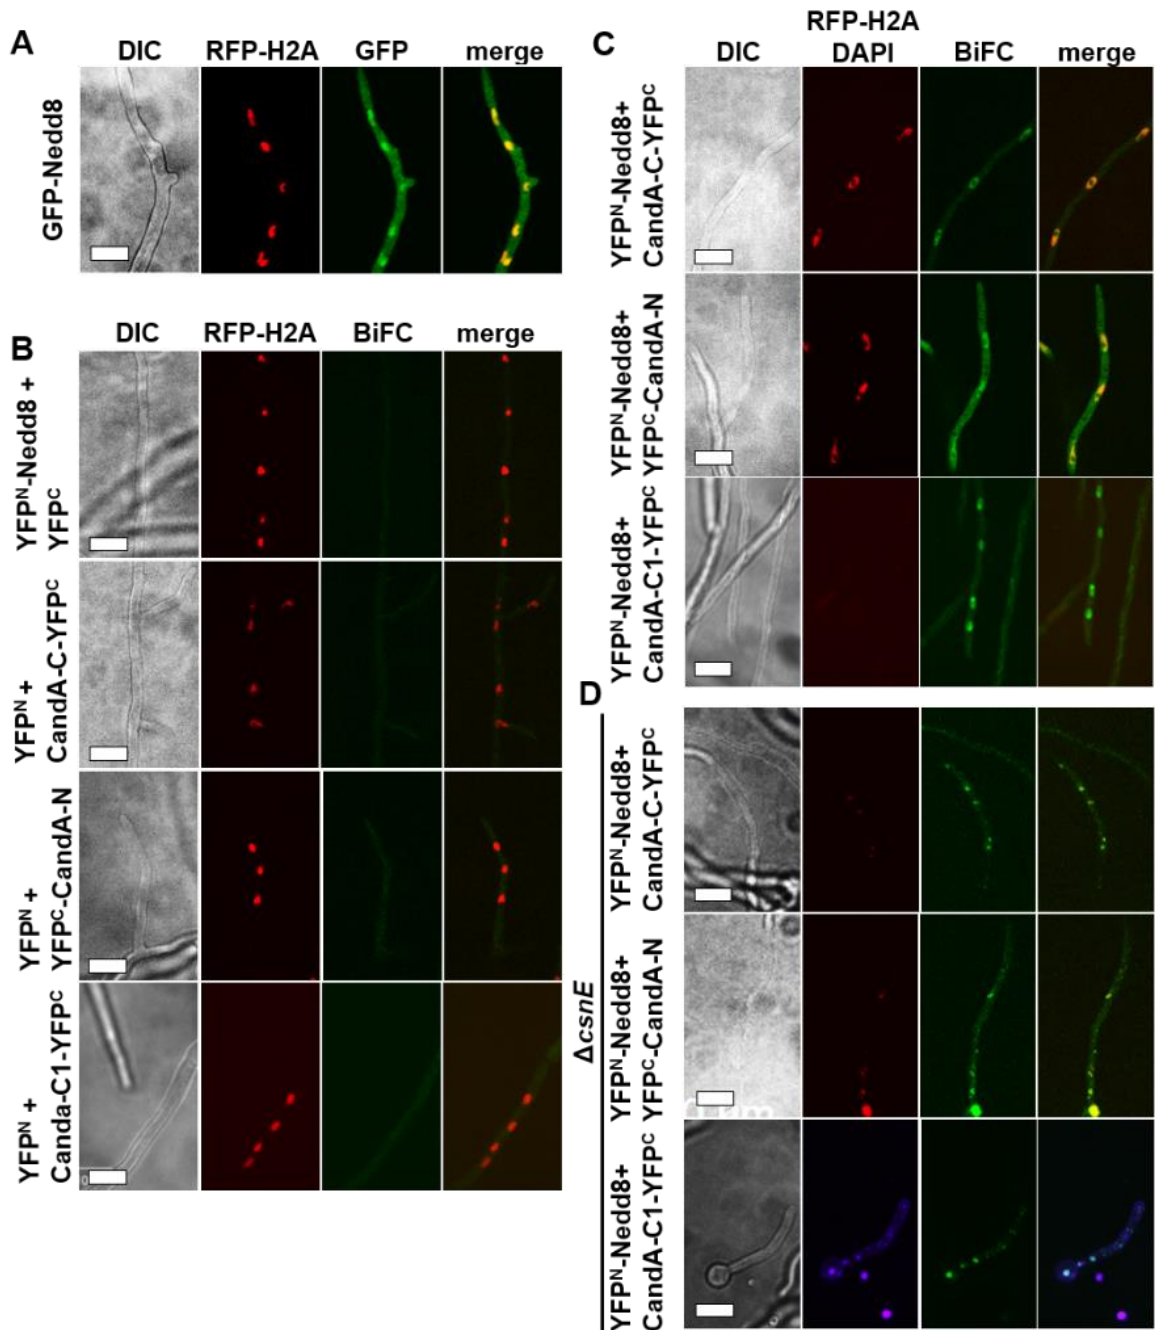 A
DIC RFP-H2A GFP merge
GFP-Nedd8
B
DIC RFP-H2A BiFC merge
YFPᴺ-Nedd8 +
YFPᶜ
YFPᴺ +
CandA-C-YFPᶜ
YFPᴺ +
YFPᶜ-CandA-N
YFPᴺ +
Canda-C1-YFPᶜ
C
RFP-H2A
DIC DAPI BiFC merge
YFPᴺ-Nedd8+
CandA-C-YFPᶜ
YFPᴺ-Nedd8+
YFPᶜ-CandA-N
YFPᴺ-Nedd8+
CandA-C1-YFPᶜ
D
ΔcsnE
YFPᴺ-Nedd8+
CandA-C-YFPᶜ
YFPᴺ-Nedd8+
YFPᶜ-CandA-N
YFPᴺ-Nedd8+
CandA-C1-YFPᶜ